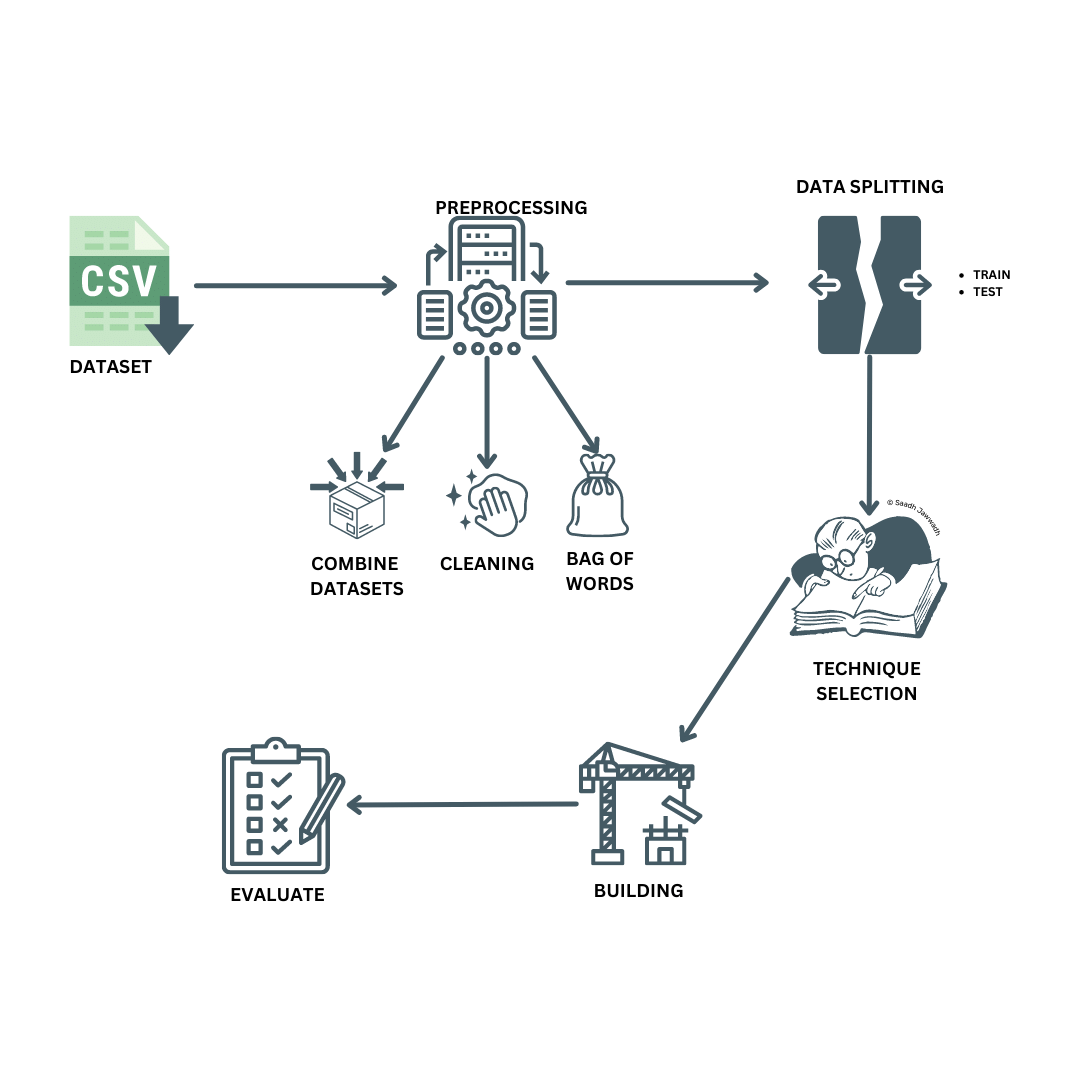 DATA SPLITTING
PREPROCESSING
CSV
TRAIN
TEST
DATASET
© Saadh Jawwadh
COMBINE
DATASETS
CLEANING
BAG OF
WORDS
TECHNIQUE
SELECTION
BUILDING
EVALUATE